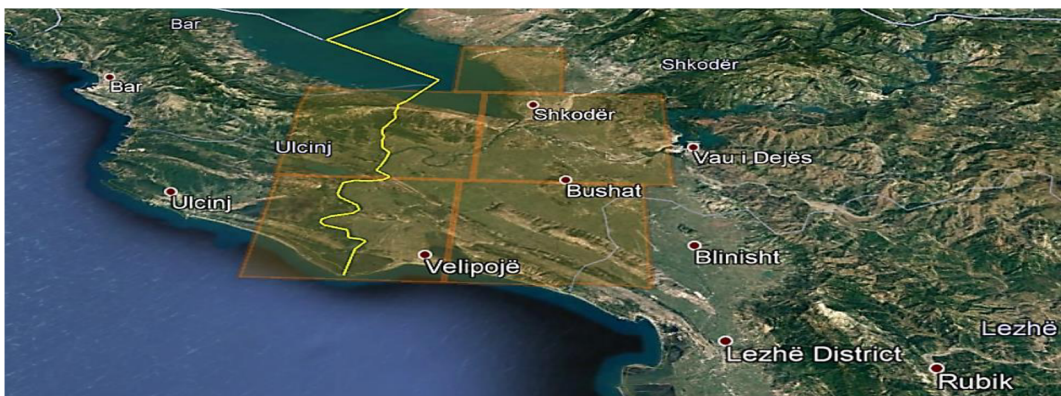 Bar
Shkodër
Bar
Shkodër
Ulcinj
Vau i Dejës
Bushat
Ulcinj
Blinisht
Velipojë
Lezhë
Lezhë District
Rubik